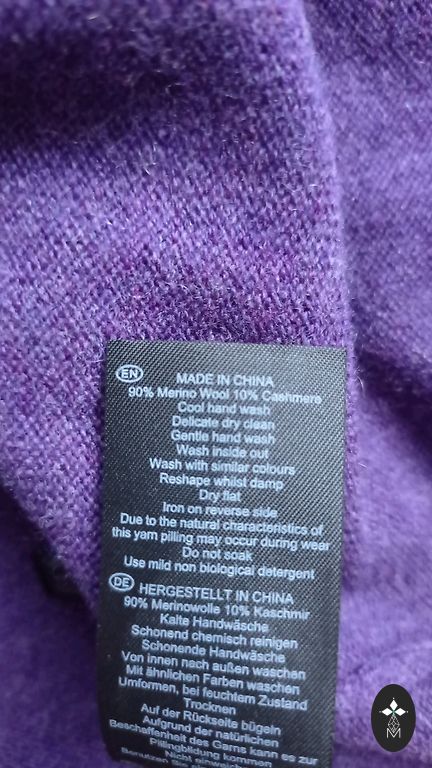 EN MADE IN CHINA
90% Merino Wool 10% Cashmere
Cool hand wash
Delicate dry clean
Gentle hand wash
Wash inside out
Wash with similar colours
Reshape whilst damp
Dry flat
Iron on reverse side
Due to the natural characteristics of
this yarn pilling may occur during wear
Do not soak
Use mild non biological detergent
DE HERGESTELLT IN CHINA
90% Merinowolle 10% Kaschmir
Kalte Handwäsche
Schonend chemisch reinigen
Schonende Handwäsche
Von innen nach außen waschen
Mit ähnlichen Farben waschen
Umformen, bei feuchtem Zustand
Trocknen
Auf der Rückseite bügeln
Aufgrund der natürlichen
Beschaffenheit des Garns kann es zu
Pillingbildung kommen
Nicht einweichen
Benutzen Sie